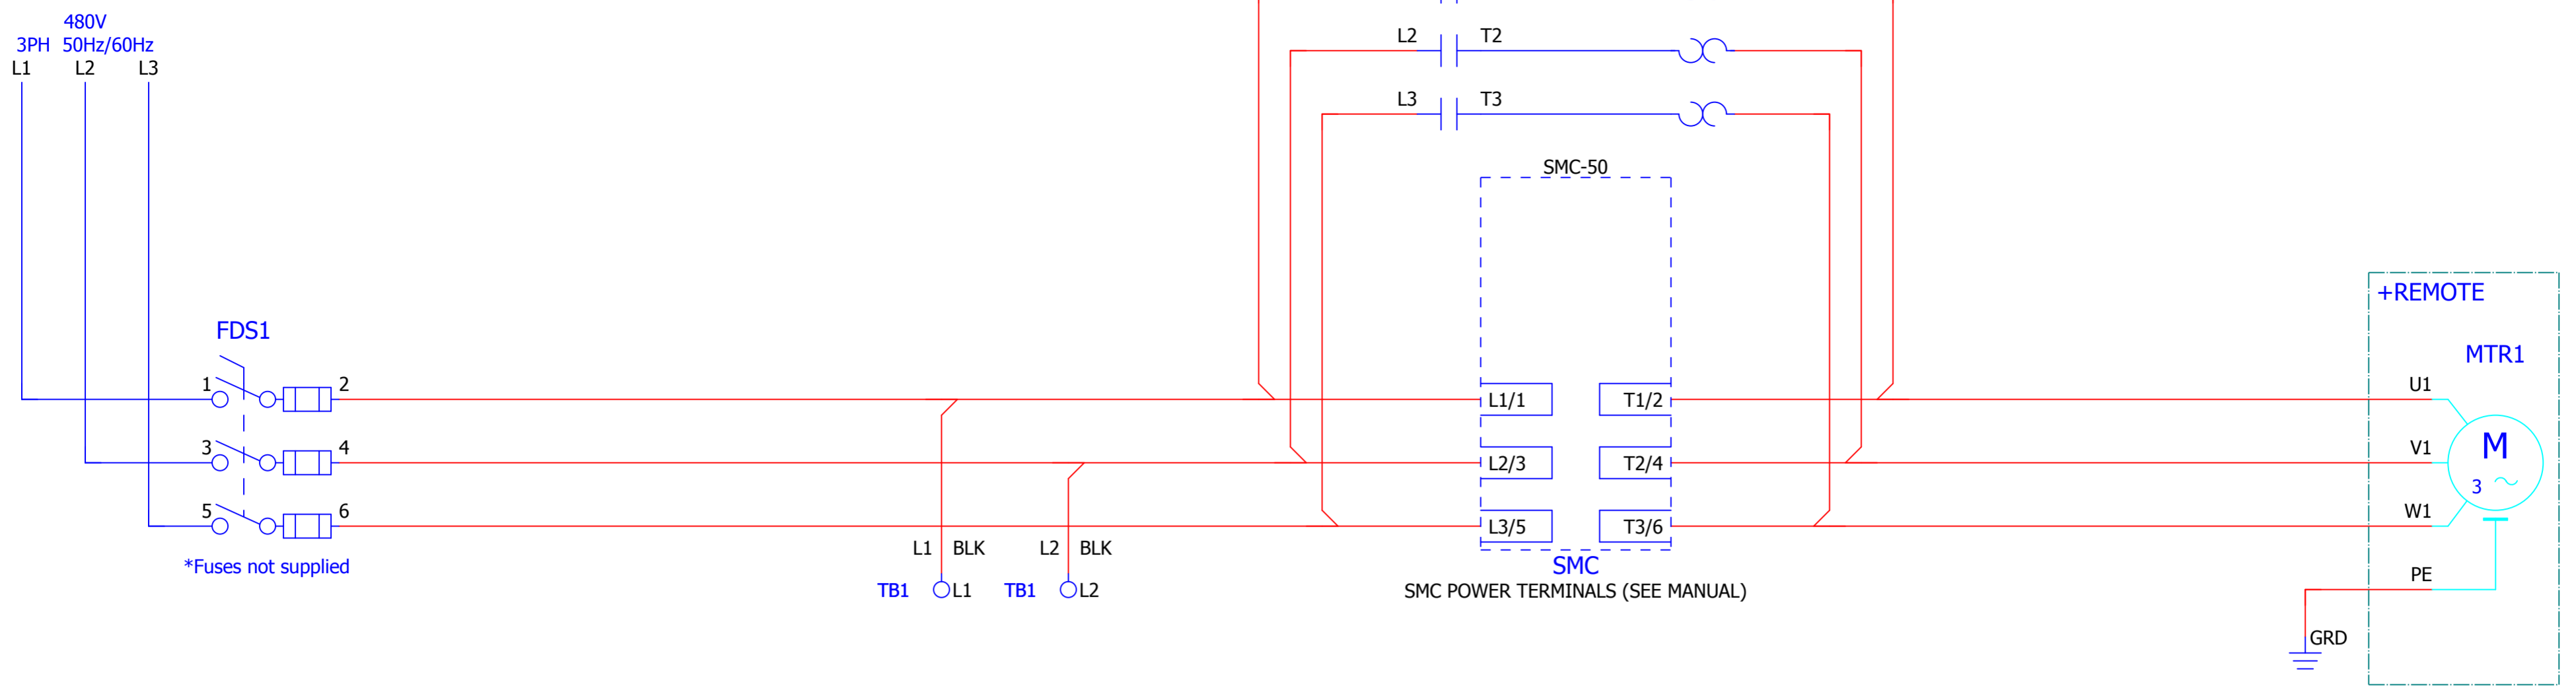 480V
3PH 50Hz/60Hz
L1 L2 L3
L2 T2
L3 T3
SMC-50
+REMOTE
FDS1
MTR1
1 2 L1/1 T1/2 U1
3 4 L2/3 T2/4 V1
M
3
5 6 L3/5 T3/6 W1
L1 BLK L2 BLK
*Fuses not supplied
SMC
TB1 L1 TB1 L2
SMC POWER TERMINALS (SEE MANUAL)
PE
GRD